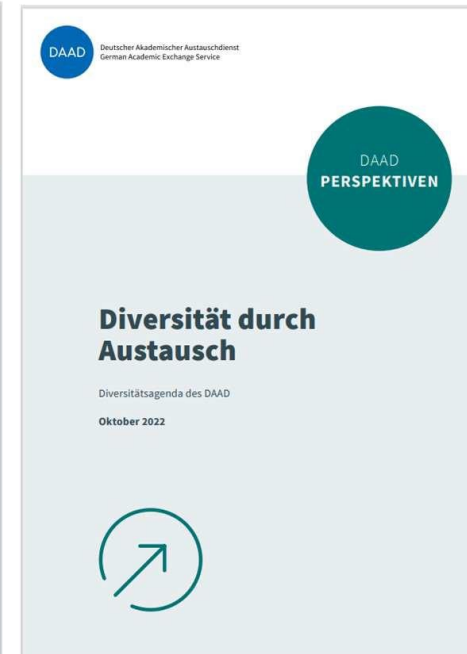 DAAD
Deutscher Akademischer Austauschdienst
German Academic Exchange Service
DAAD
PERSPEKTIVEN
Diversität durch
Austausch
Diversitätsagenda des DAAD
Oktober 2022